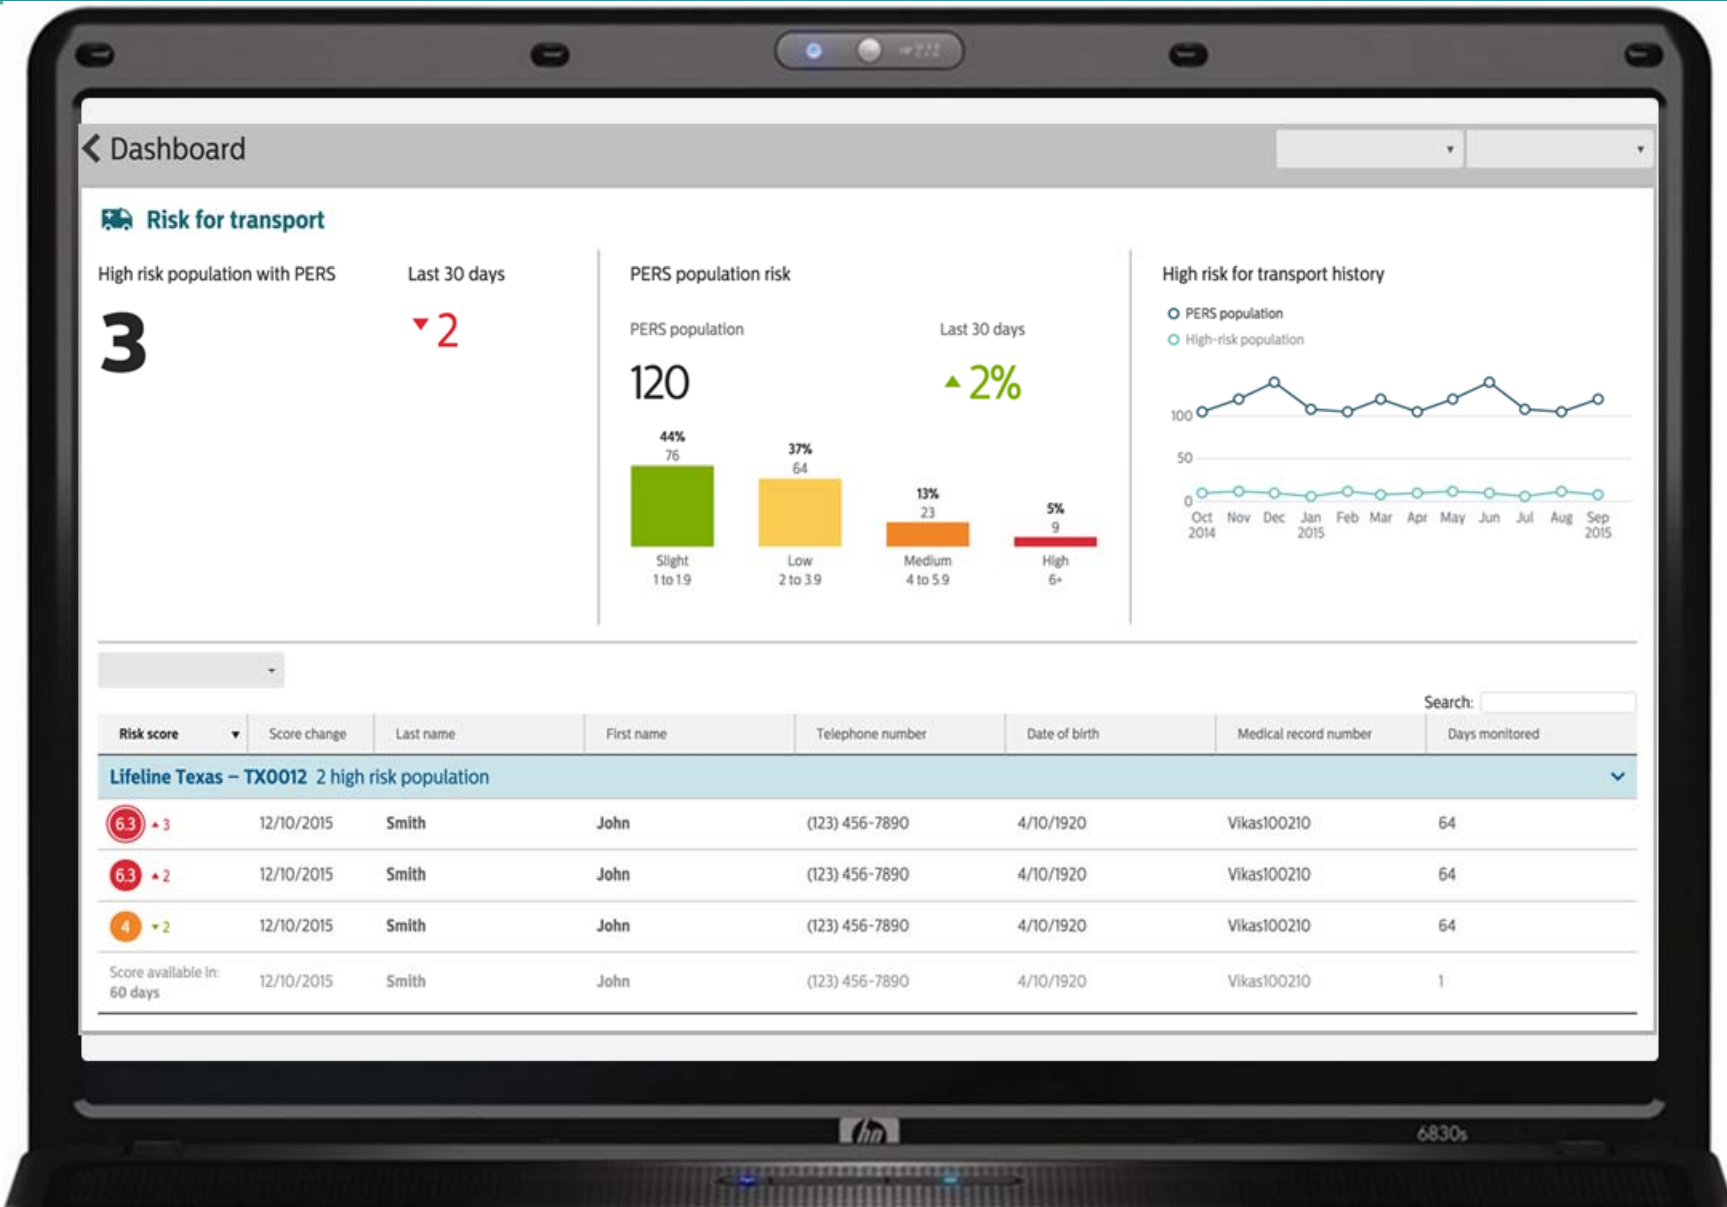 Dashboard
Risk for transport
High risk population with PERS
Last 30 days
3
2
PERS population risk
PERS population
Last 30 days
120
2%
44%
76
37%
64
13%
23
5%
9
Slight
1 to 1.9
Low
2 to 3.9
Medium
4 to 5.9
High
6+
High risk for transport history
PERS population
High-risk population
100
50
0
Oct Nov Dec Jan Feb Mar Apr May Jun Jul Aug Sep
2014 2015 2015
Search:
Risk score Score change Last name First name Telephone number Date of birth Medical record number Days monitored
Lifeline Texas – TX0012 2 high risk population
6.3 3 12/10/2015 Smith John (123) 456-7890 4/10/1920 Vikas100210 64
6.3 2 12/10/2015 Smith John (123) 456-7890 4/10/1920 Vikas100210 64
4 2 12/10/2015 Smith John (123) 456-7890 4/10/1920 Vikas100210 64
Score available in:
60 days 12/10/2015 Smith John (123) 456-7890 4/10/1920 Vikas100210 1
hp
6830s